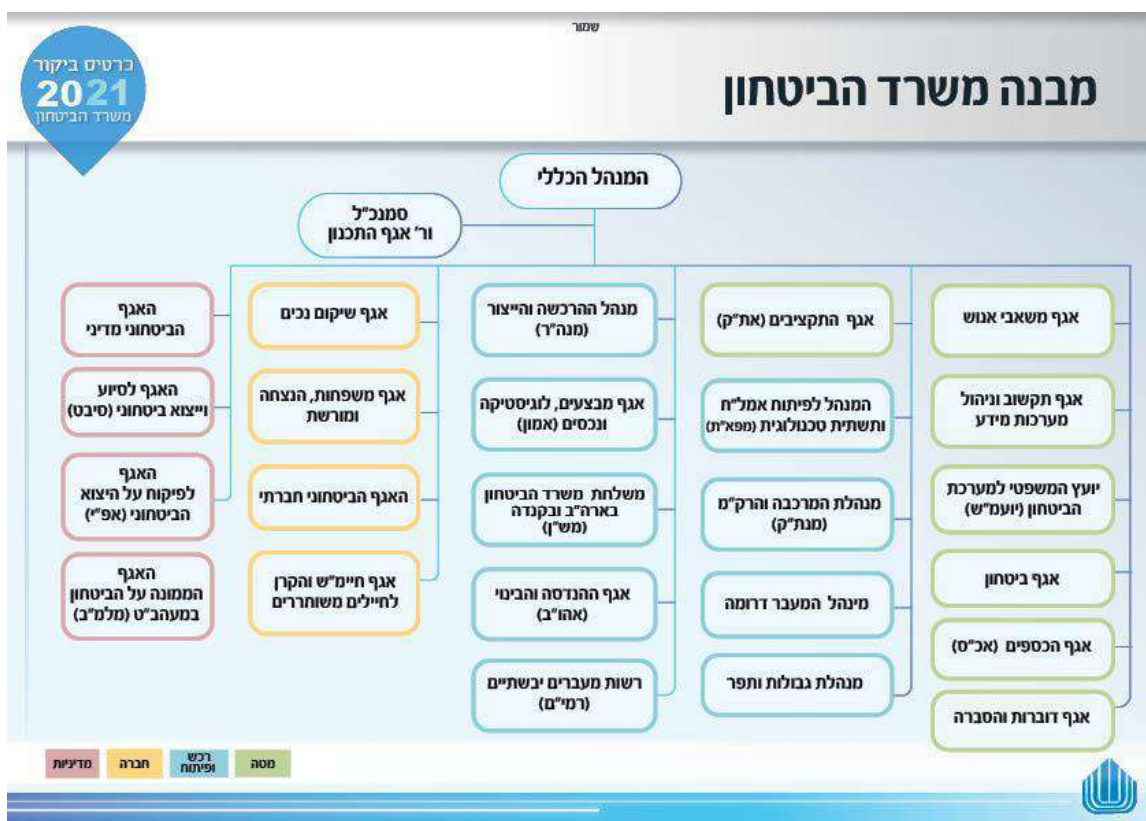 שמור
כרטיס ביקור
2021
משרד הביטחון
מבנה משרד הביטחון
המנהל הכללי
סמנכ"ל
ור' אגף התכנון
אגף משאבי אנוש
אגף תקשוב וניהול
מערכות מידע
יועץ המשפטי למערכת
הביטחון (יועמ"ש)
אגף ביטחון
אגף הכספים (אכ"ס)
אגף דוברות והסברה
אגף התקציבים (את"ק)
המנהל לפיתוח אמל"ח
ותשתית טכנולוגית (מפא"ת)
מנהלת המרכבה והרק"מ
(מנת"ק)
מינהל המעבר דרומה
מנהלת גבולות ותפר
מנהל ההרכשה והייצור
(מנה"ר)
אגף מבצעים, לוגיסטיקה
ונכסים (אמון)
משלחת משרד הביטחון
בארה"ב ובקנדה
(מש"ן)
אגף ההנדסה והבינוי
(אהו"ב)
רשות מעברים יבשתיים
(רמי"ם)
אגף שיקום נכים
אגף משפחות, הנצחה
ומורשת
האגף הביטחוני חברתי
אגף חיימ"ש והקרן
לחיילים משוחררים
האגף
הביטחוני מדיני
האגף לסיוע
וייצוא ביטחוני (סיבט)
האגף
לפיקוח על היצוא
הביטחוני (אפ"י)
האגף
הממונה על הביטחון
במעהב"ט (מלמ"ב)
מטה
רכש
ופיתוח
חברה
מדיניות